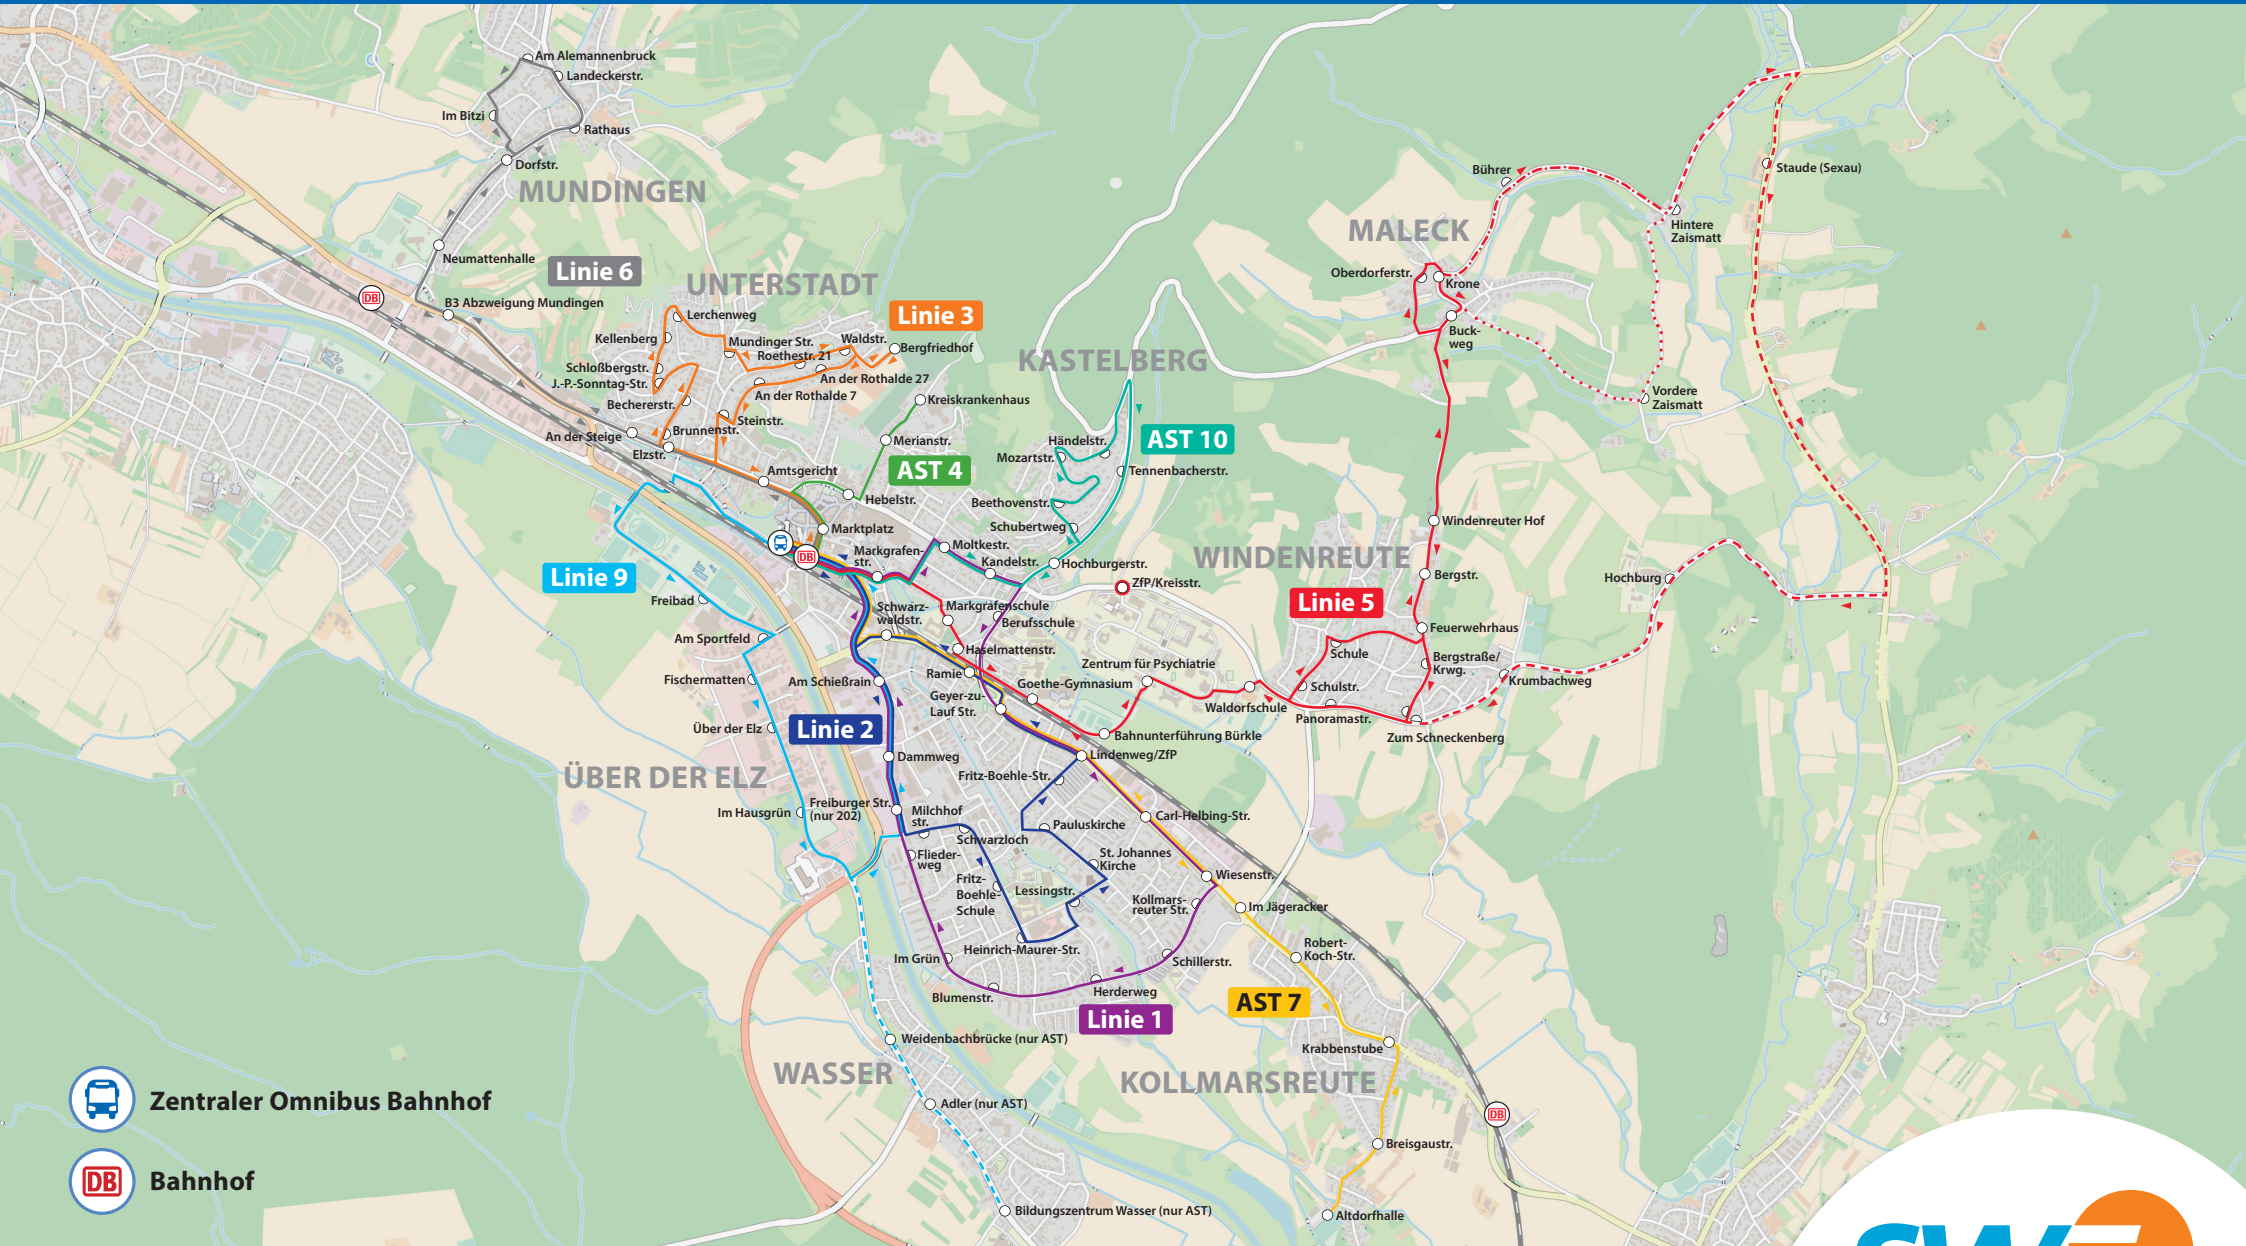 Am Alemannenbruck
Landeckerstr.
Im Bitzi
Rathaus
Dorfstr.
MUNDINGEN
Neumattenhalle
Linie 6
B3 Abzweigung Mundingen
UNTERSTADT
Linie 3
Lerchenweg
Kellenberg
Mundinger Str.
Waldstr.
Roethestr. 21
Bergfriedhof
Schloßbergstr.
J.-P.-Sonntag-Str.
An der Rothalde 27
An der Rothalde 7
Bechererstr.
Kreiskrankenhaus
Steinstr.
Brunnenstr.
An der Steige
Elzstr.
Merianstr.
AST 4
Amtsgericht
Hebelstr.
Marktplatz
KASTELBERG
AST 10
Händelstr.
Mozartstr.
Tennenbacherstr.
Beethovenstr.
Schubertweg
Markgrafen-
str.
Moltkestr.
Kandelstr.
Hochburgerstr.
ZfP/Kreisstr.
DB
DB
DB
MALECK
Bührer
Staude (Sexau)
Hintere
Zaismatt
Oberdorferstr.
Krone
Buck-
weg
Vordere
Zaismatt
Windenreuter Hof
WINDENREUTE
Bergstr.
Hochburg
Linie 5
Feuerwehrhaus
Schule
Bergstraße/
Krwg.
Krumbachweg
Schulstr.
Waldorfschule
Panoramastr.
Zum Schneckenberg
Linie 9
Freibad
Am Sportfeld
Fischermatten
Über der Elz
ÜBER DER ELZ
Im Hausgrün
Freiburger Str.
(nur 202)
Schwarz-
waldstr.
Markgrafenschule
Berufsschule
Haselmattenstr.
Zentrum für Psychiatrie
Ramie
Goethe-Gymnasium
Am Schießrain
Geyer-zu-
Lauf Str.
Linie 2
Bahnunterführung Bürkle
Lindenweg/ZfP
Dammweg
Fritz-Boehle-Str.
Milchhof
str.
Pauluskirche
Carl-Helbing-Str.
Schwarzloch
Flieder-
weg
St. Johannes
Kirche
Fritz-
Boehle-
Schule
Lessingstr.
Wiesenstr.
Kollmars-
reuter Str.
Im Jägeracker
Heinrich-Maurer-Str.
Im Grün
Robert-
Koch-Str.
Schillerstr.
Blumenstr.
Herderweg
AST 7
Linie 1
Weidenbachbrücke (nur AST)
Krabbenstube
WASSER
KOLLMARSREUTE
Adler (nur AST)
Breisgaustr.
Bildungszentrum Wasser (nur AST)
Altdorfhalle
Zentraler Omnibus Bahnhof
DB
Bahnhof